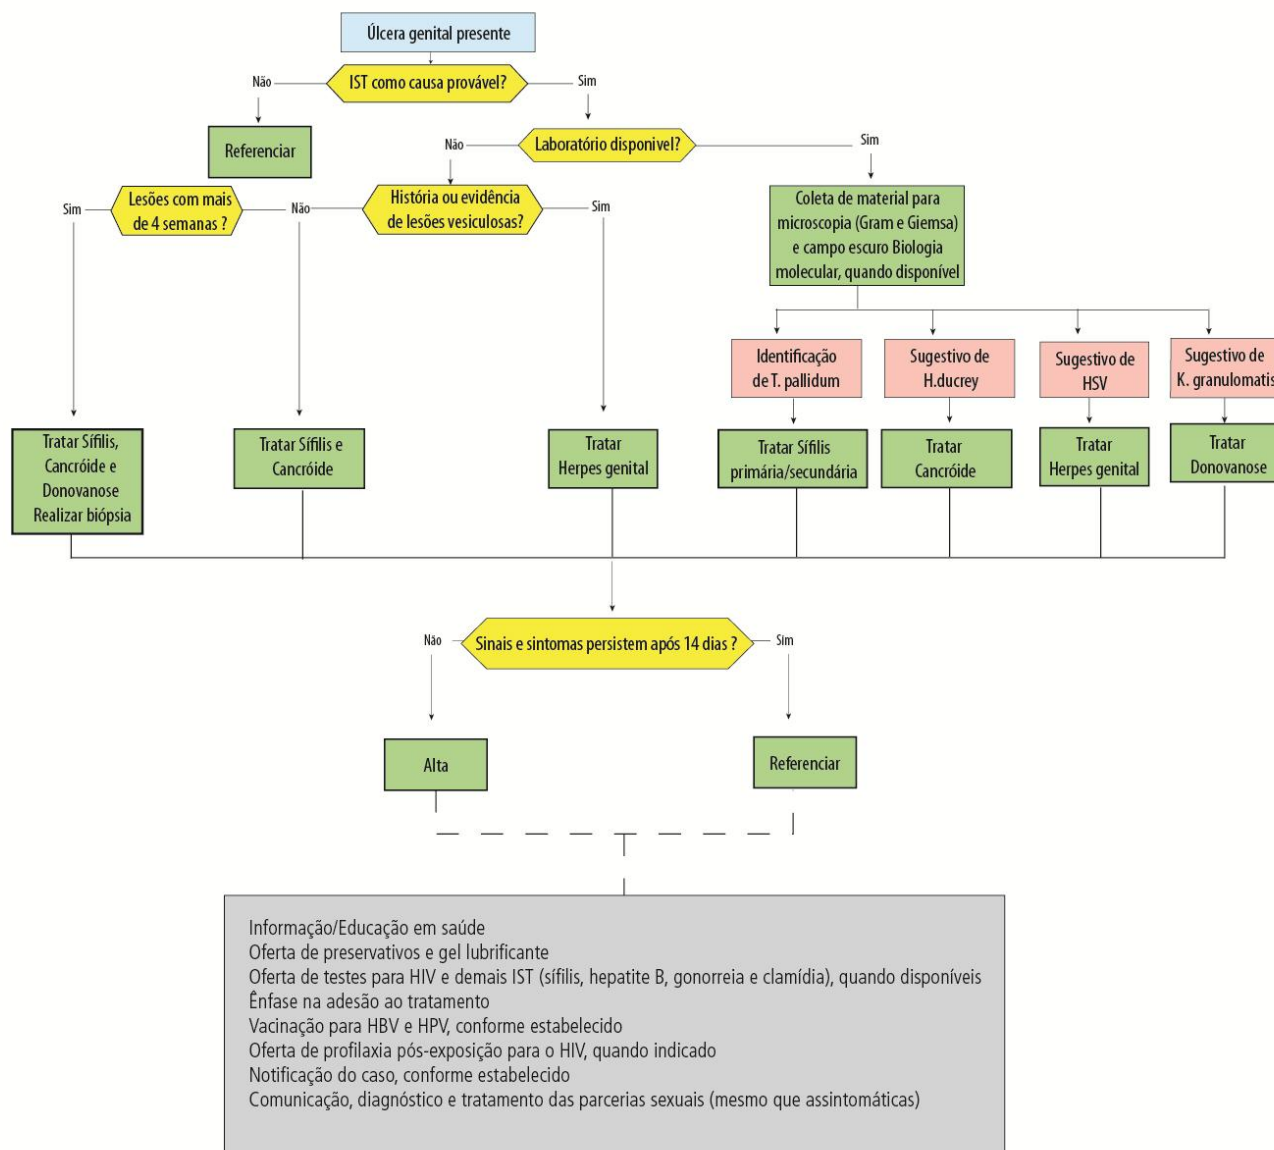 Úlcera genital presente
Não
IST como causa provável?
Sim
Referenciar
Não
Laboratório disponivel?
Sim
Sim
Lesões com mais
de 4 semanas ?
Não
História ou evidência
de lesões vesiculosas?
Sim
Coleta de material para
microscopia (Gram e Giemsa)
e campo escuro Biologia
molecular, quando disponível
Identificação
de T. pallidum
Sugestivo de
H.ducrey
Sugestivo de
HSV
Sugestivo de
K. granulomatis
Tratar Sífilis,
Cancróide e
Donovanose
Realizar biópsia
Tratar Sífilis e
Cancróide
Tratar
Herpes genital
Tratar Sífilis
primária/secundária
Tratar
Cancróide
Tratar
Herpes genital
Tratar
Donovanose
Não
Sinais e sintomas persistem após 14 dias ?
Sim
Alta
Referenciar
Informação/Educação em saúde
Oferta de preservativos e gel lubrificante
Oferta de testes para HIV e demais IST (sífilis, hepatite B, gonorreia e clamídia), quando disponíveis
Ênfase na adesão ao tratamento
Vacinação para HBV e HPV, conforme estabelecido
Oferta de profilaxia pós-exposição para o HIV, quando indicado
Notificação do caso, conforme estabelecido
Comunicação, diagnóstico e tratamento das parcerias sexuais (mesmo que assintomáticas)